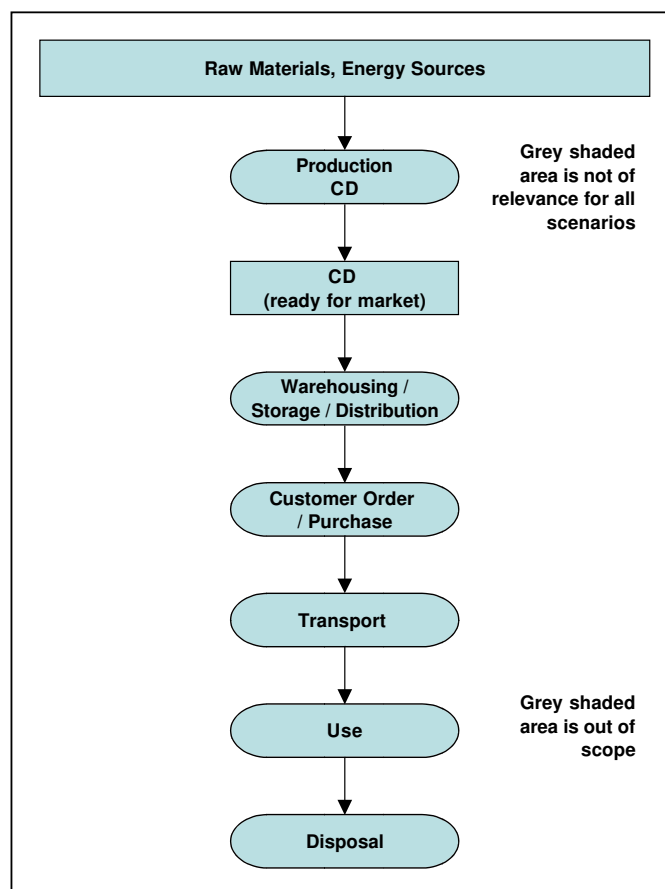 Raw Materials, Energy Sources
Production
CD
Grey shaded
area is not of
relevance for all
scenarios
CD
(ready for market)
Warehousing /
Storage / Distribution
Customer Order
/ Purchase
Transport
Use
Grey shaded
area is out of
scope
Disposal